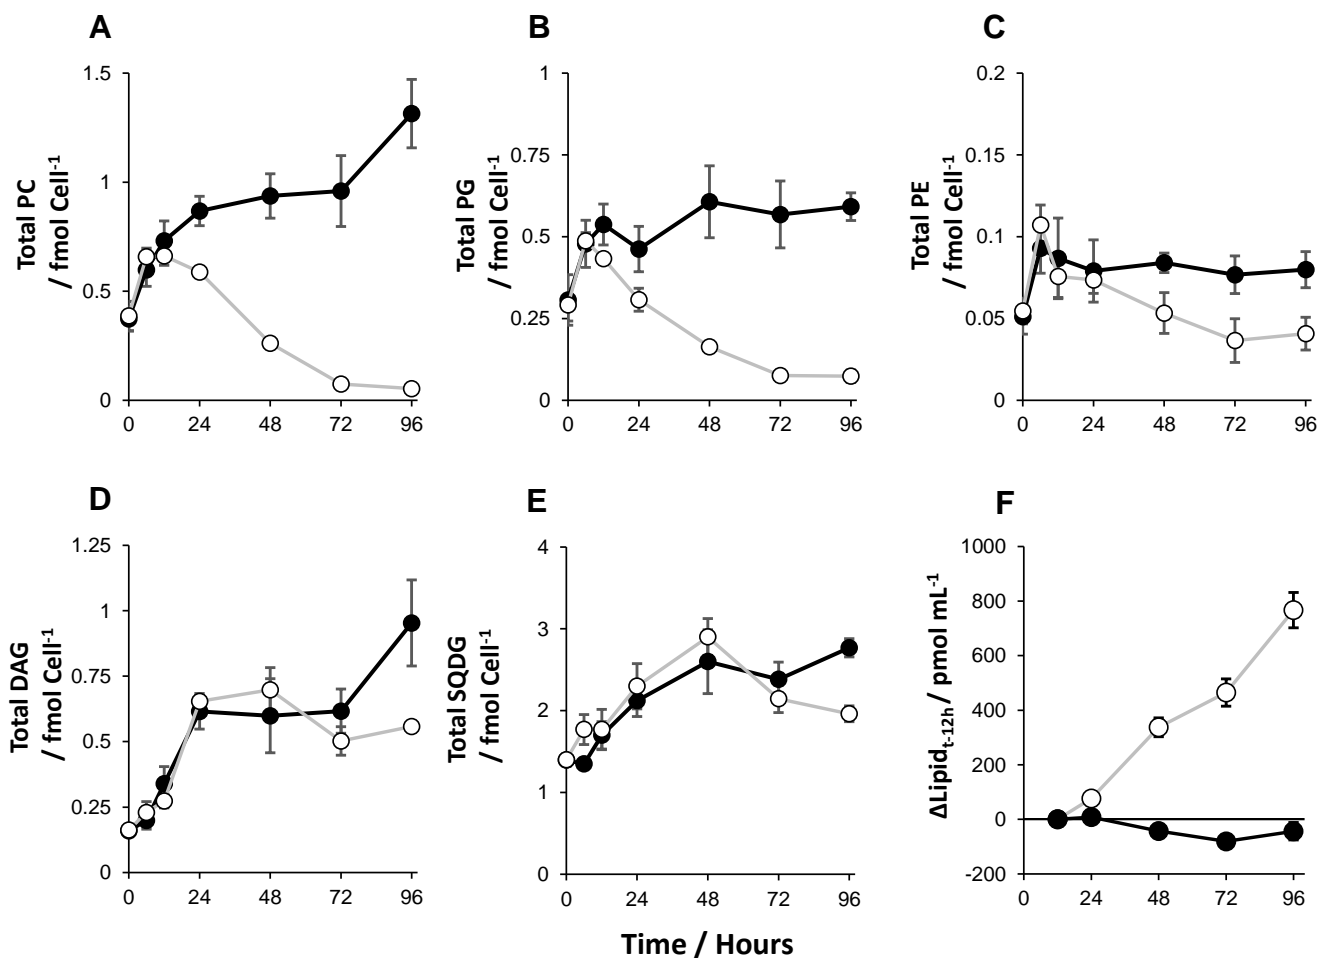 A
B
C
1.5
1
0.5
0
Total PC
/ fmol Cell-1
0 24 48 72 96
1
0.75
0.5
0.25
0
Total PG
/ fmol Cell-1
0 24 48 72 96
0.2
0.15
0.1
0.05
0
Total PE
/ fmol Cell-1
0 24 48 72 96
D
E
F
1.25
1
0.75
0.5
0.25
0
Total DAG
/ fmol Cell-1
0 24 48 72 96
4
3
2
1
0
Total SQDG
/ fmol Cell-1
0 24 48 72 96
1000
800
600
400
200
0
-200
ΔLipidt-12h / pmol mL-1
0 24 48 72 96
Time / Hours